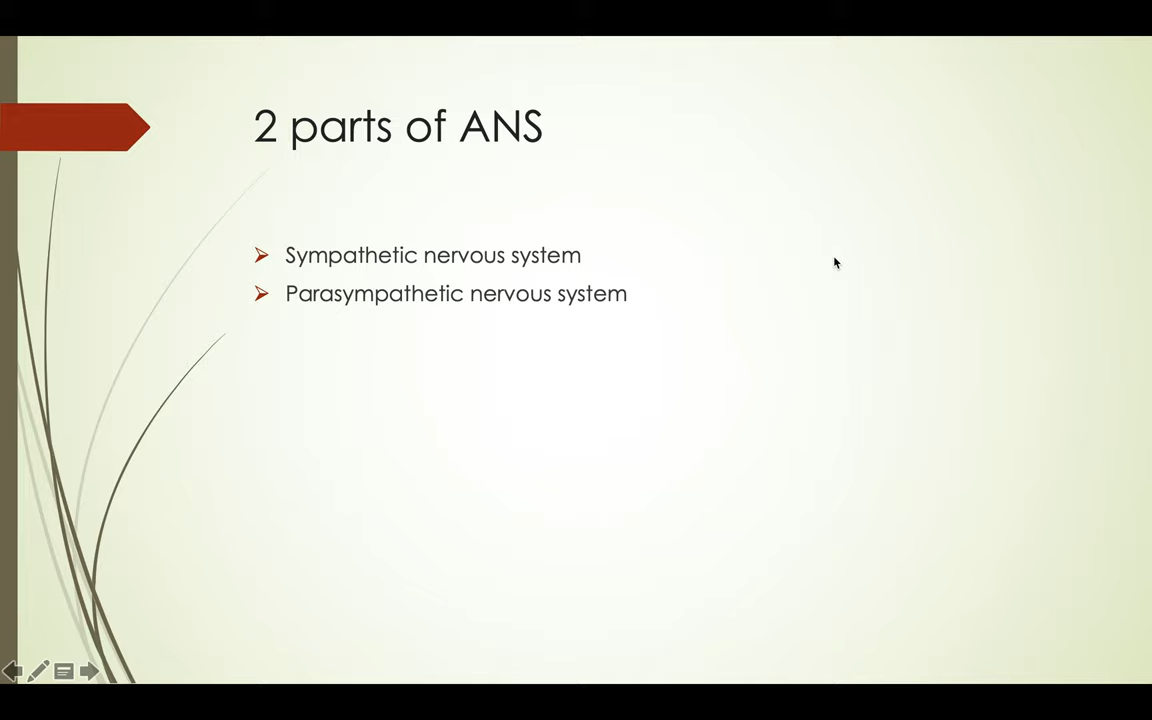 2 parts of ANS
Sympathetic nervous system
Parasympathetic nervous system